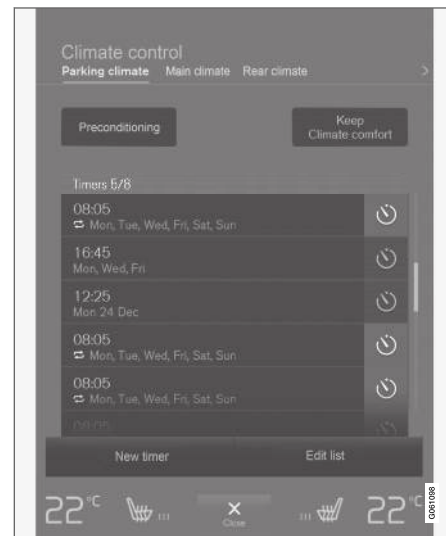 Climate control
Parking climate Main climate Rear climate >
Preconditioning
Keep
Climate comfort
Timers 5/8
08:05
Mon, Tue, Wed, Fri, Sat, Sun
16:45
Mon, Wed, Fri
12:25
Mon 24 Dec
08:05
Mon, Tue, Wed, Fri, Sat, Sun
08:05
Mon, Tue, Wed, Fri, Sat, Sun
08:05
New timer Edit list
22°C 22°C
Close
G061098